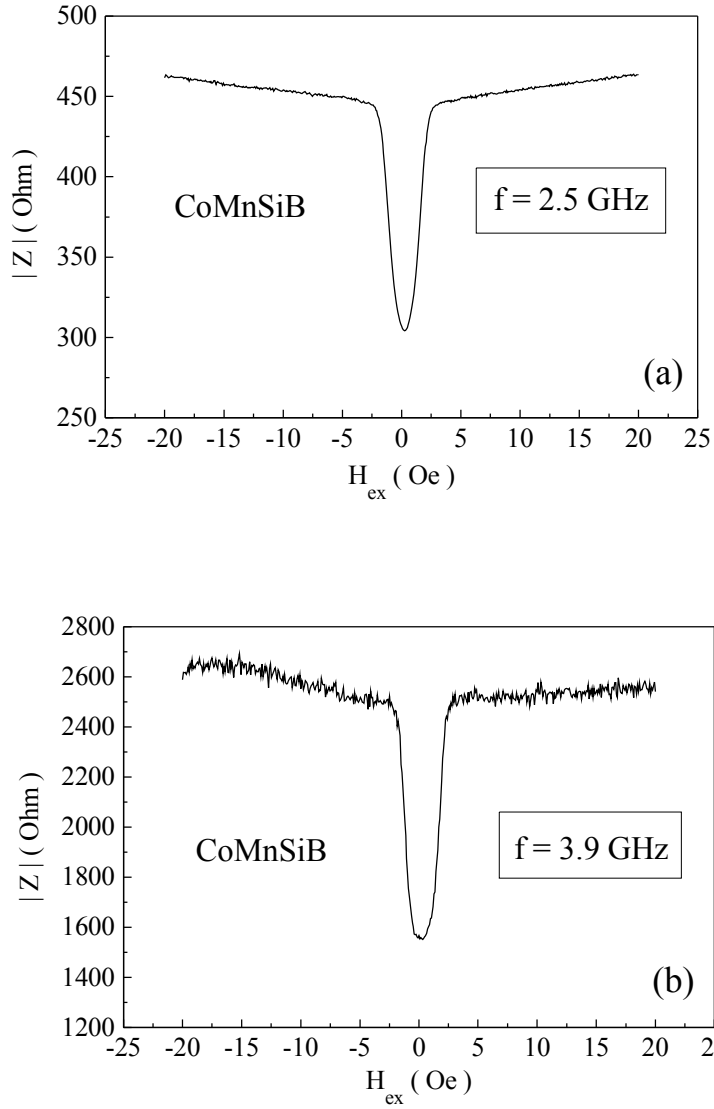 500
450
400
350
300
250
| Z | ( Ohm )
CoMnSiB
f = 2.5 GHz
(a)
-25 -20 -15 -10 -5 0 5 10 15 20 25
H_ex ( Oe )
2800
2600
2400
2200
2000
1800
1600
1400
1200
| Z | ( Ohm )
CoMnSiB
f = 3.9 GHz
(b)
-25 -20 -15 -10 -5 0 5 10 15 20 2
H_ex ( Oe )